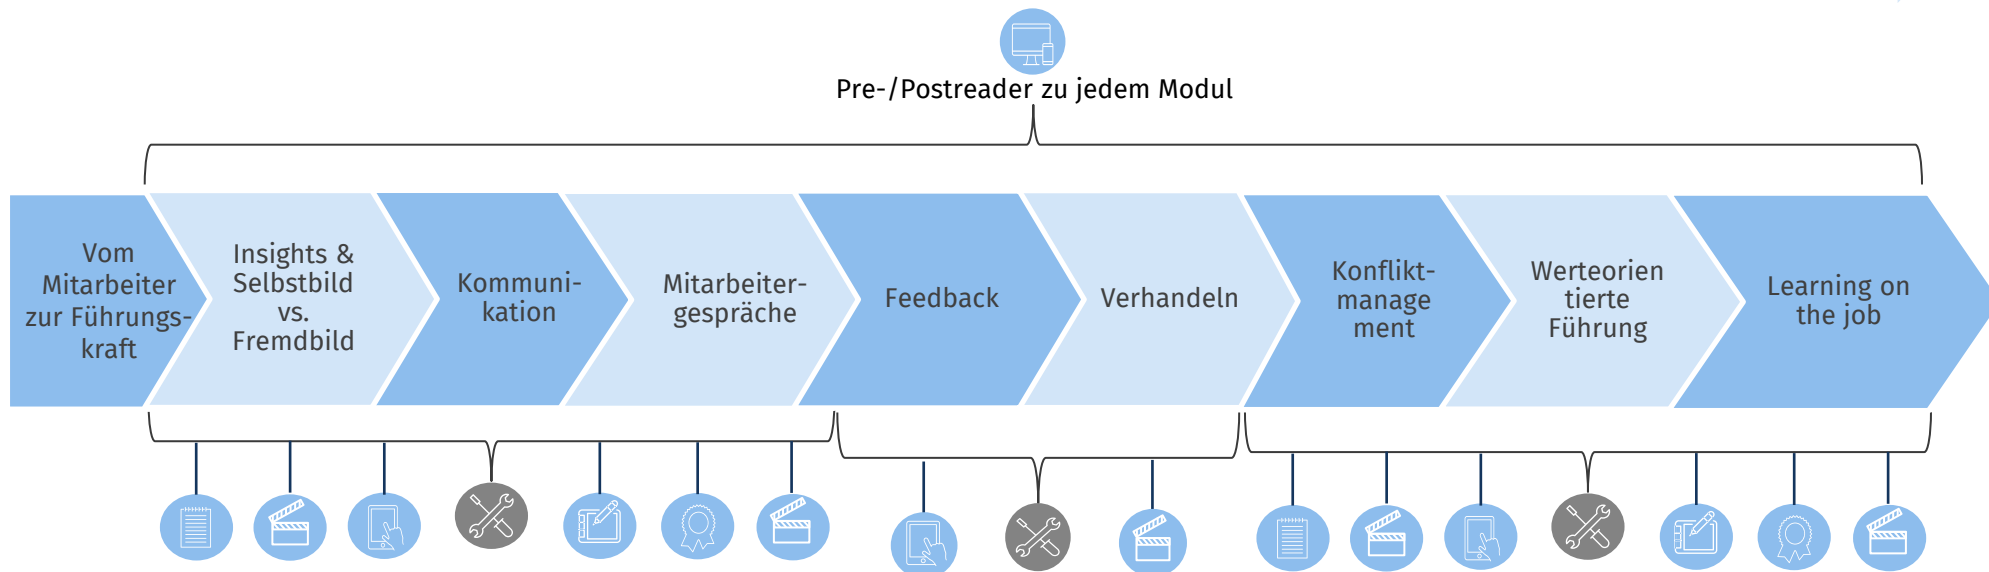 Pre-/Postreader zu jedem Modul
Vom
Mitarbeiter
zur Führungs-
kraft
Insights &
Selbstbild
vs.
Fremdbild
Kommuni-
kation
Mitarbeiter-
gespräche
Feedback
Verhandeln
Konflikt-
manage
ment
Werteorien
tierte
Führung
Learning on
the job